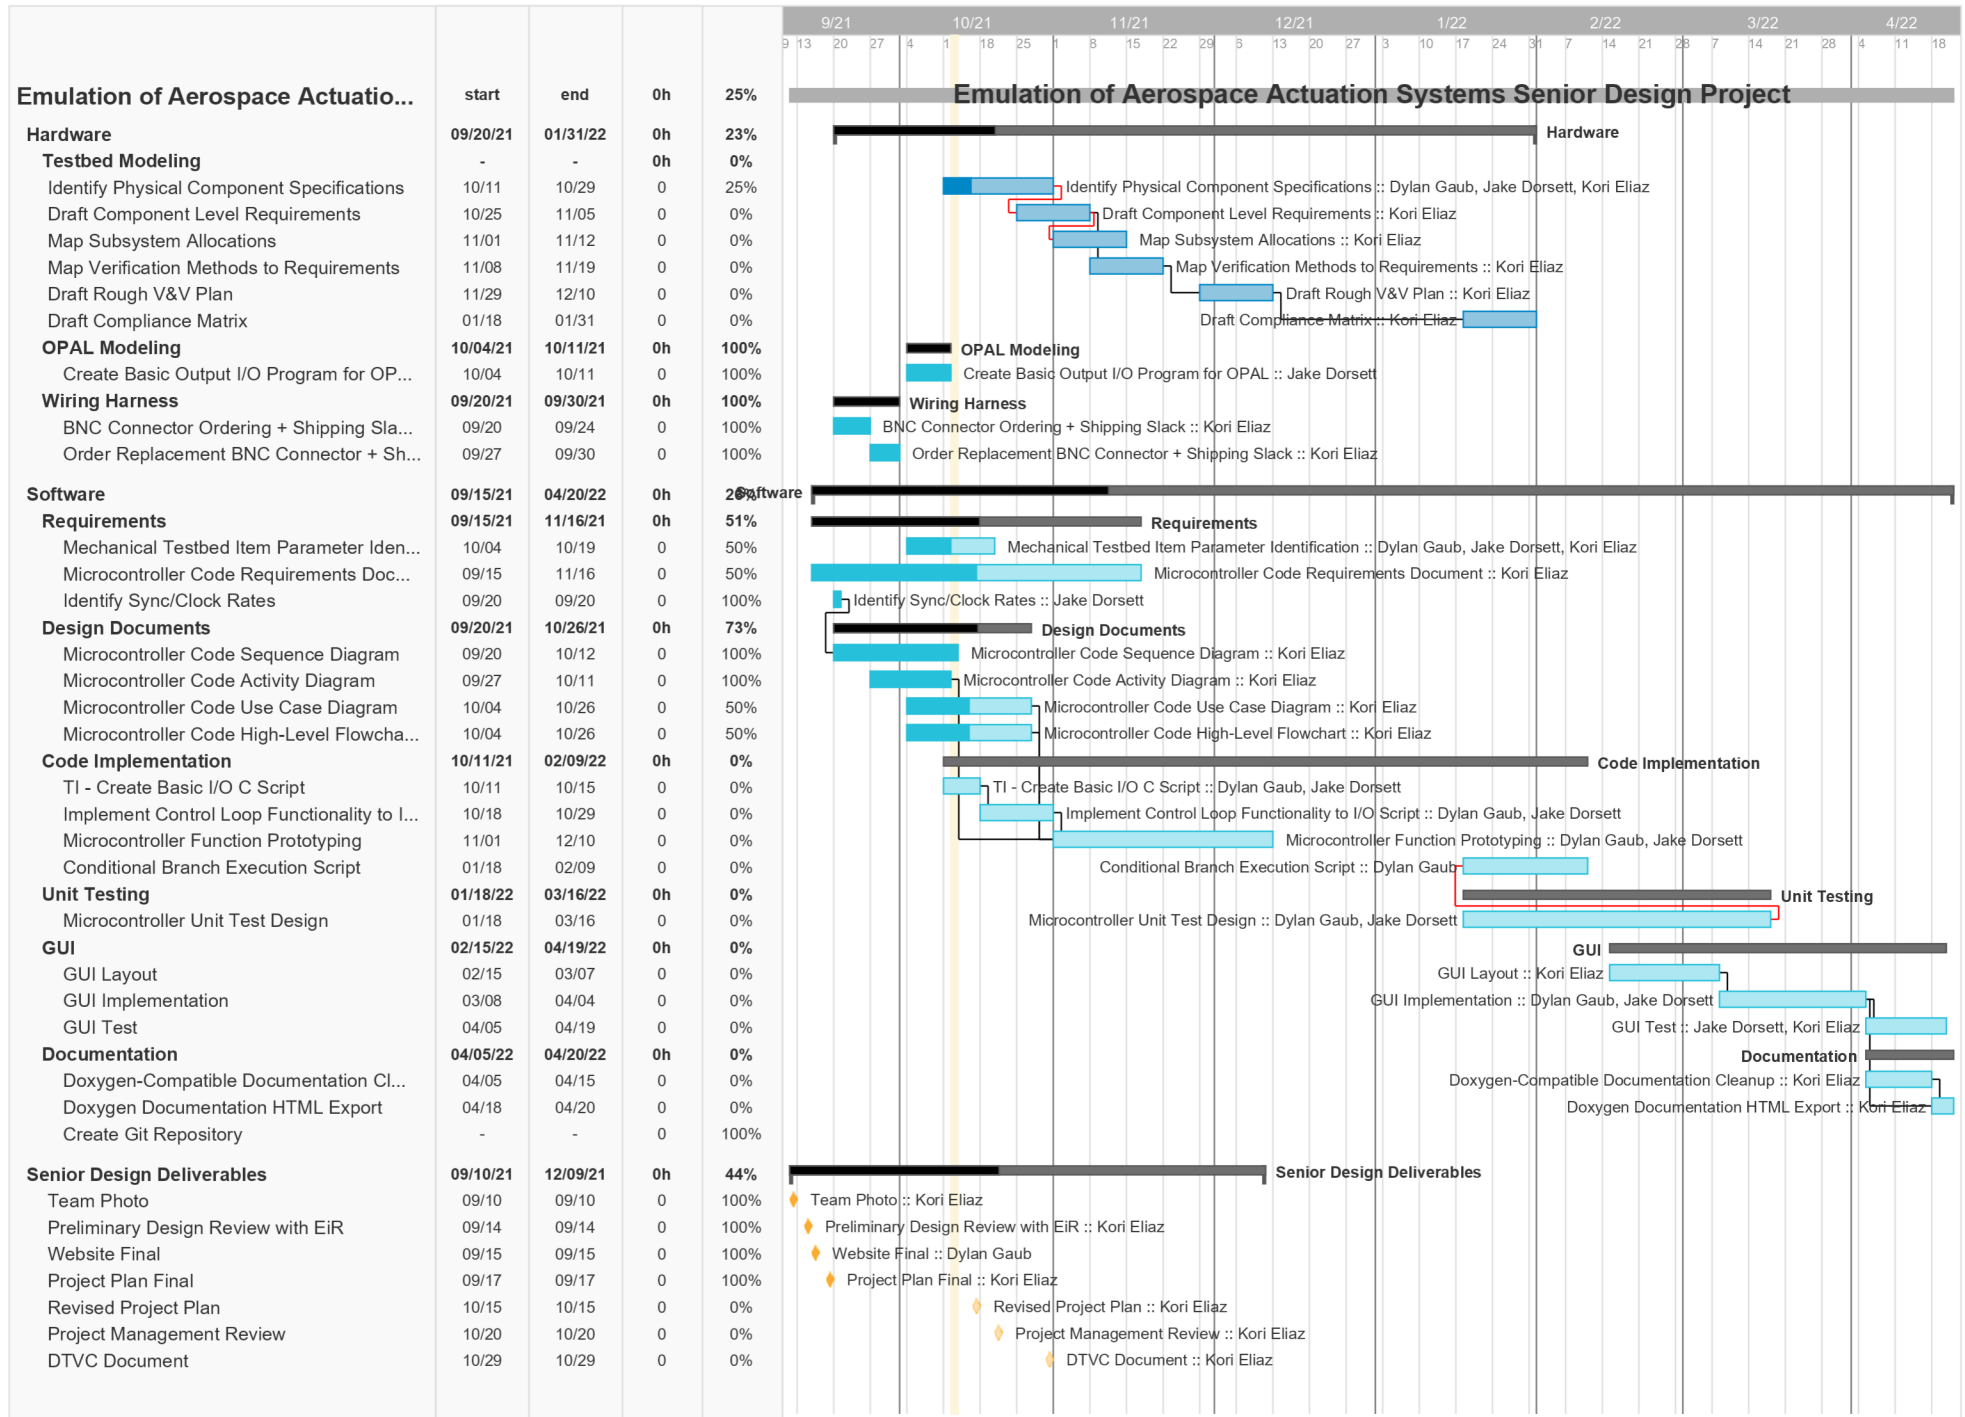 9/21 10/21 11/21 12/21 1/22 2/22 3/22 4/22
9 13 20 27 4 1 18 25 1 8 15 22 29 6 13 20 27 3 10 17 24 31 7 14 21 28 7 14 21 28 4 11 18
Emulation of Aerospace Actuatio... start end 0h 25% Emulation of Aerospace Actuation Systems Senior Design Project
Hardware 09/20/21 01/31/22 0h 23% Hardware
Testbed Modeling - - 0h 0%
Identify Physical Component Specifications 10/11 10/29 0 25% Identify Physical Component Specifications :: Dylan Gaub, Jake Dorsett, Kori Eliaz
Draft Component Level Requirements 10/25 11/05 0 0% Draft Component Level Requirements :: Kori Eliaz
Map Subsystem Allocations 11/01 11/12 0 0% Map Subsystem Allocations :: Kori Eliaz
Map Verification Methods to Requirements 11/08 11/19 0 0% Map Verification Methods to Requirements :: Kori Eliaz
Draft Rough V&V Plan 11/29 12/10 0 0% Draft Rough V&V Plan :: Kori Eliaz
Draft Compliance Matrix 01/18 01/31 0 0% Draft Compliance Matrix :: Kori Eliaz
OPAL Modeling 10/04/21 10/11/21 0h 100% OPAL Modeling
Create Basic Output I/O Program for OP... 10/04 10/11 0 100% Create Basic Output I/O Program for OPAL :: Jake Dorsett
Wiring Harness 09/20/21 09/30/21 0h 100% Wiring Harness
BNC Connector Ordering + Shipping Sla... 09/20 09/24 0 100% BNC Connector Ordering + Shipping Slack :: Kori Eliaz
Order Replacement BNC Connector + Sh... 09/27 09/30 0 100% Order Replacement BNC Connector + Shipping Slack :: Kori Eliaz
Software 09/15/21 04/20/22 0h Software
Requirements 09/15/21 11/16/21 0h 51% Requirements
Mechanical Testbed Item Parameter Iden... 10/04 10/19 0 50% Mechanical Testbed Item Parameter Identification :: Dylan Gaub, Jake Dorsett, Kori Eliaz
Microcontroller Code Requirements Doc... 09/15 11/16 0 50% Microcontroller Code Requirements Document :: Kori Eliaz
Identify Sync/Clock Rates 09/20 09/20 0 100% Identify Sync/Clock Rates :: Jake Dorsett
Design Documents 09/20/21 10/26/21 0h 73% Design Documents
Microcontroller Code Sequence Diagram 09/20 10/12 0 100% Microcontroller Code Sequence Diagram :: Kori Eliaz
Microcontroller Code Activity Diagram 09/27 10/11 0 100% Microcontroller Code Activity Diagram :: Kori Eliaz
Microcontroller Code Use Case Diagram 10/04 10/26 0 50% Microcontroller Code Use Case Diagram :: Kori Eliaz
Microcontroller Code High-Level Flowcha... 10/04 10/26 0 50% Microcontroller Code High-Level Flowchart :: Kori Eliaz
Code Implementation 10/11/21 02/09/22 0h 0% Code Implementation
TI - Create Basic I/O C Script 10/11 10/15 0 0% TI - Create Basic I/O C Script :: Dylan Gaub, Jake Dorsett
Implement Control Loop Functionality to I... 10/18 10/29 0 0% Implement Control Loop Functionality to I/O Script :: Dylan Gaub, Jake Dorsett
Microcontroller Function Prototyping 11/01 12/10 0 0% Microcontroller Function Prototyping :: Dylan Gaub, Jake Dorsett
Conditional Branch Execution Script 01/18 02/09 0 0% Conditional Branch Execution Script :: Dylan Gaub
Unit Testing 01/18/22 03/16/22 0h 0% Unit Testing
Microcontroller Unit Test Design 01/18 03/16 0 0% Microcontroller Unit Test Design :: Dylan Gaub, Jake Dorsett
GUI 02/15/22 04/19/22 0h 0% GUI
GUI Layout 02/15 03/07 0 0% GUI Layout :: Kori Eliaz
GUI Implementation 03/08 04/04 0 0% GUI Implementation :: Dylan Gaub, Jake Dorsett
GUI Test 04/05 04/19 0 0% GUI Test :: Jake Dorsett, Kori Eliaz
Documentation 04/05/22 04/20/22 0h 0% Documentation
Doxygen-Compatible Documentation Cl... 04/05 04/15 0 0% Doxygen-Compatible Documentation Cleanup :: Kori Eliaz
Doxygen Documentation HTML Export 04/18 04/20 0 0% Doxygen Documentation HTML Export :: Kori Eliaz
Create Git Repository - - 0 100%
Senior Design Deliverables 09/10/21 12/09/21 0h 44% Senior Design Deliverables
Team Photo 09/10 09/10 0 100% Team Photo :: Kori Eliaz
Preliminary Design Review with EiR 09/14 09/14 0 100% Preliminary Design Review with EiR :: Kori Eliaz
Website Final 09/15 09/15 0 100% Website Final :: Dylan Gaub
Project Plan Final 09/17 09/17 0 100% Project Plan Final :: Kori Eliaz
Revised Project Plan 10/15 10/15 0 0% Revised Project Plan :: Kori Eliaz
Project Management Review 10/20 10/20 0 0% Project Management Review :: Kori Eliaz
DTVC Document 10/29 10/29 0 0% DTVC Document :: Kori Eliaz